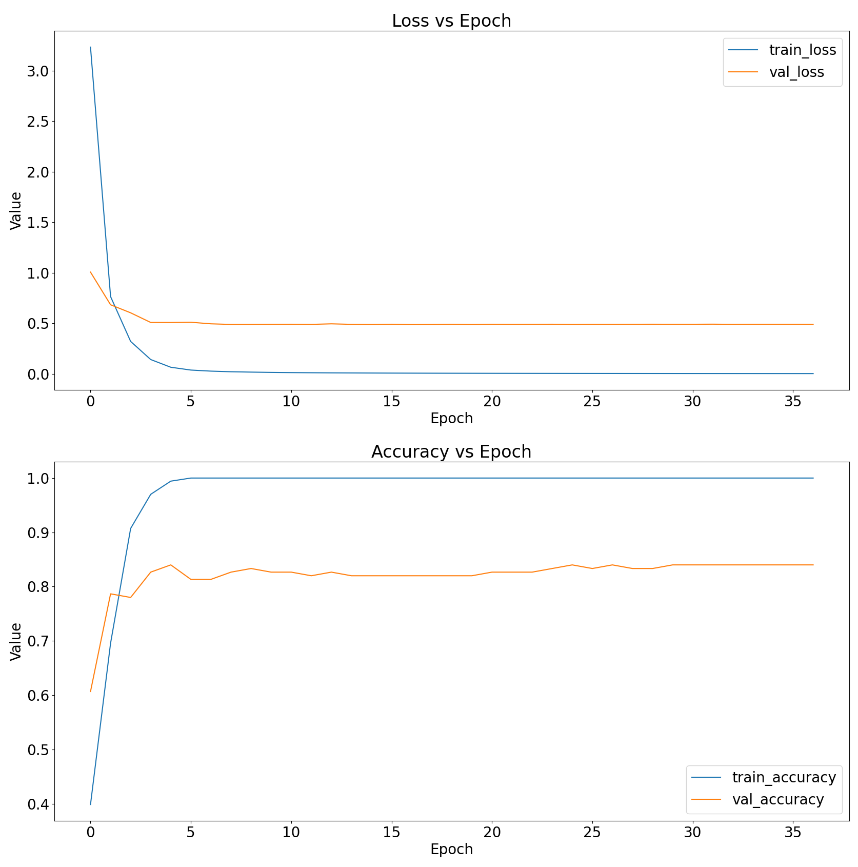 Loss vs Epoch
train_loss
val_loss
3.0
2.5
2.0
1.5
1.0
0.5
0.0
Value
0 5 10 15 20 25 30 35
Epoch
Accuracy vs Epoch
1.0
0.9
0.8
0.7
0.6
0.5
0.4
Value
train_accuracy
val_accuracy
0 5 10 15 20 25 30 35
Epoch